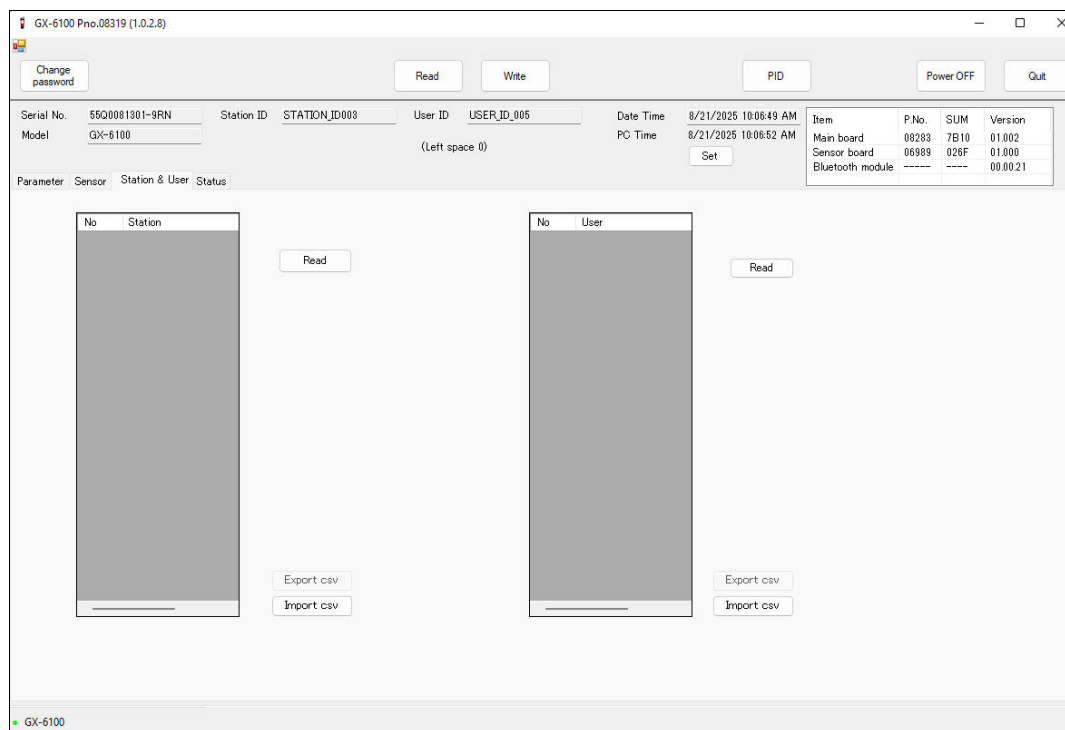 GX-6100 Pno.08319 (1.0.2.8)
Change password
Read
Write
PID
Power OFF
Quit
Serial No. 55Q0081301-9RN Station ID STATION_ID003 User ID USER_ID_005 Date Time 8/21/2025 10:06:49 AM
Model GX-6100 (Left space 0) PC Time 8/21/2025 10:06:52 AM
Set
Item P.No. SUM Version
Main board 08283 7B10 01.002
Sensor board 06989 026F 01.000
Bluetooth module ----- ---- 00.00.21
Parameter Sensor Station & User Status
No Station
Read
Export csv
Import csv
No User
Read
Export csv
Import csv
GX-6100